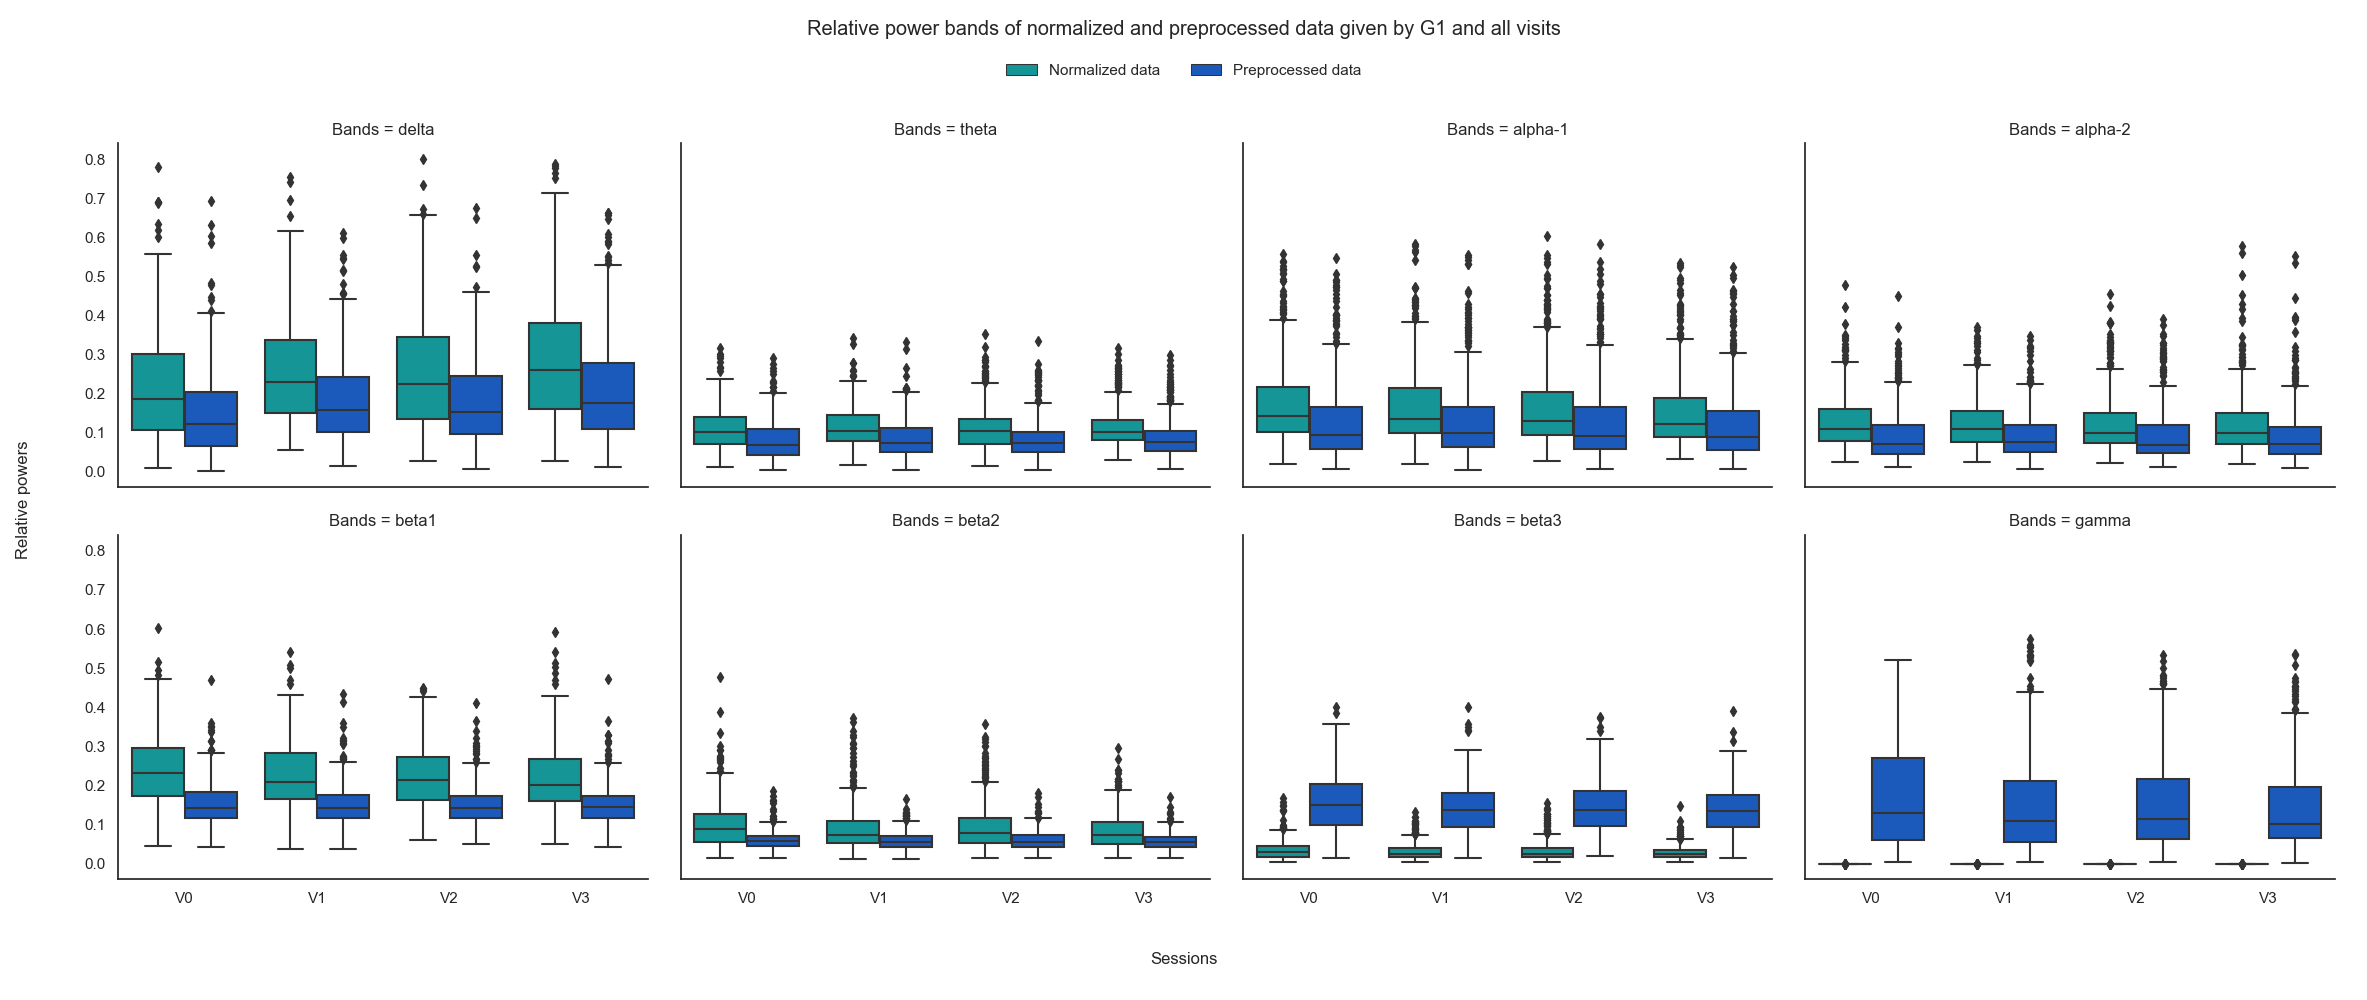 Relative power bands of normalized and preprocessed data given by G1 and all visits
Normalized data Preprocessed data
Bands = delta Bands = theta Bands = alpha-1 Bands = alpha-2
0.8
0.7
0.6
0.5
0.4
0.3
0.2
0.1
0.0
Relative powers
Bands = beta1 Bands = beta2 Bands = beta3 Bands = gamma
0.8
0.7
0.6
0.5
0.4
0.3
0.2
0.1
0.0
V0 V1 V2 V3 V0 V1 V2 V3 V0 V1 V2 V3 V0 V1 V2 V3
Sessions